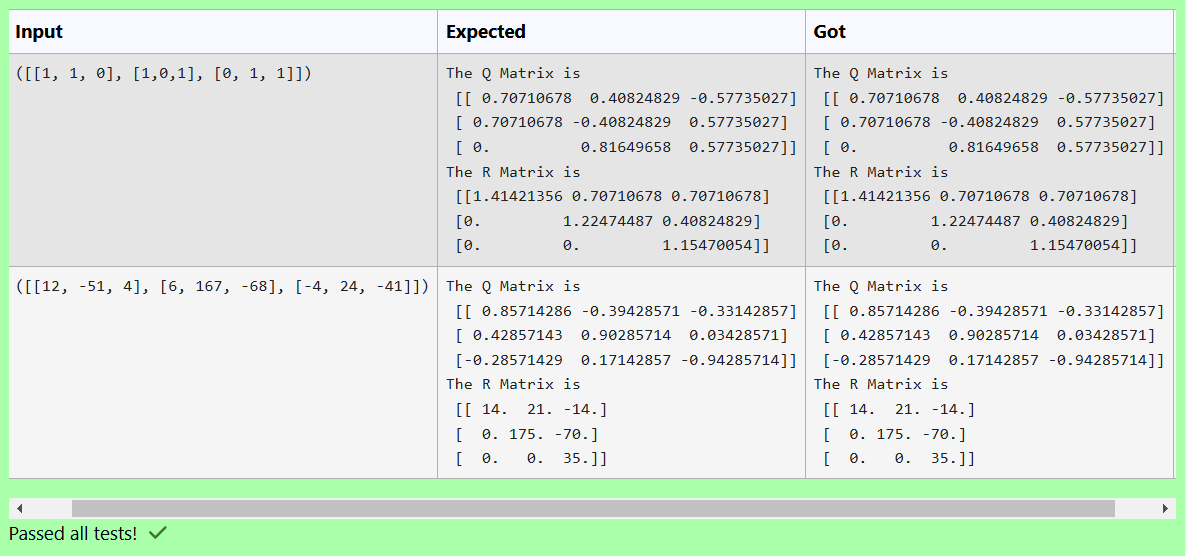 Input Expected Got
([[1, 1, 0], [1,0,1], [0, 1, 1]])
The Q Matrix is
[[ 0.70710678  0.40824829 -0.57735027]
[ 0.70710678 -0.40824829  0.57735027]
[ 0.          0.81649658  0.57735027]]
The R Matrix is
[[1.41421356 0.70710678 0.70710678]
[0.         1.22474487 0.40824829]
[0.         0.         1.15470054]]
The Q Matrix is
[[ 0.70710678  0.40824829 -0.57735027]
[ 0.70710678 -0.40824829  0.57735027]
[ 0.          0.81649658  0.57735027]]
The R Matrix is
[[1.41421356 0.70710678 0.70710678]
[0.         1.22474487 0.40824829]
[0.         0.         1.15470054]]
([[12, -51, 4], [6, 167, -68], [-4, 24, -41]])
The Q Matrix is
[[ 0.85714286 -0.39428571 -0.33142857]
[ 0.42857143  0.90285714  0.03428571]
[-0.28571429  0.17142857 -0.94285714]]
The R Matrix is
[[ 14.  21. -14.]
[  0. 175. -70.]
[  0.   0.  35.]]
The Q Matrix is
[[ 0.85714286 -0.39428571 -0.33142857]
[ 0.42857143  0.90285714  0.03428571]
[-0.28571429  0.17142857 -0.94285714]]
The R Matrix is
[[ 14.  21. -14.]
[  0. 175. -70.]
[  0.   0.  35.]]
Passed all tests! ✓